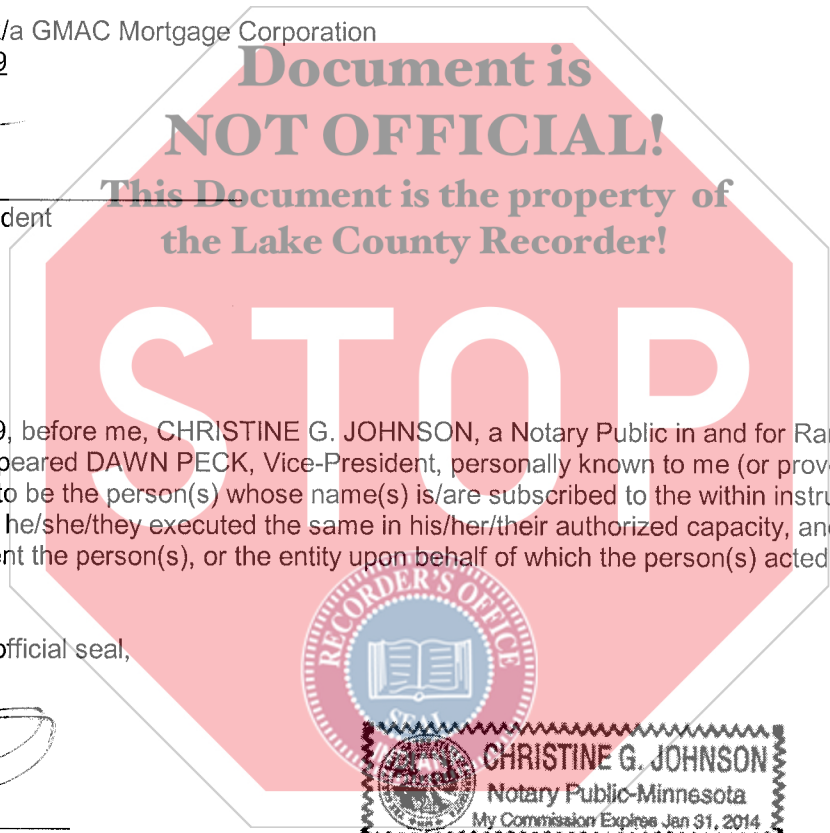 /a GMAC Mortgage Corporation
9
Document is
NOT OFFICIAL!
This Document is the property of
the Lake County Recorder!
dent
STOP
9, before me, CHRISTINE G. JOHNSON, a Notary Public in and for Ra
peared DAWN PECK, Vice-President, personally known to me (or prov
to be the person(s) whose name(s) is/are subscribed to the within instru
he/she/they executed the same in his/her/their authorized capacity, an
nt the person(s), or the entity upon behalf of which the person(s) acted
RECORDER'S OFFICE
official seal,
SEAL
CHRISTINE G. JOHNSON
Notary Public-Minnesota
My Commission Expires Jan 31, 2014